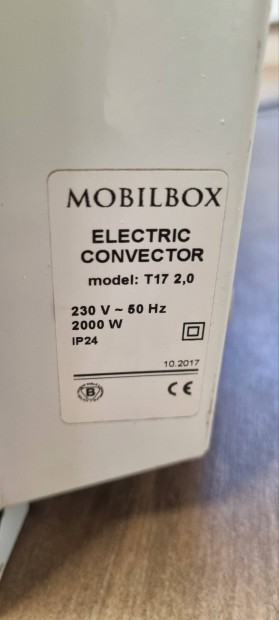 MOBILBOX
ELECTRIC
CONVECTOR
model: T17 2,0
230 V ~ 50 Hz
2000 W
IP24
10.2017
B
CE